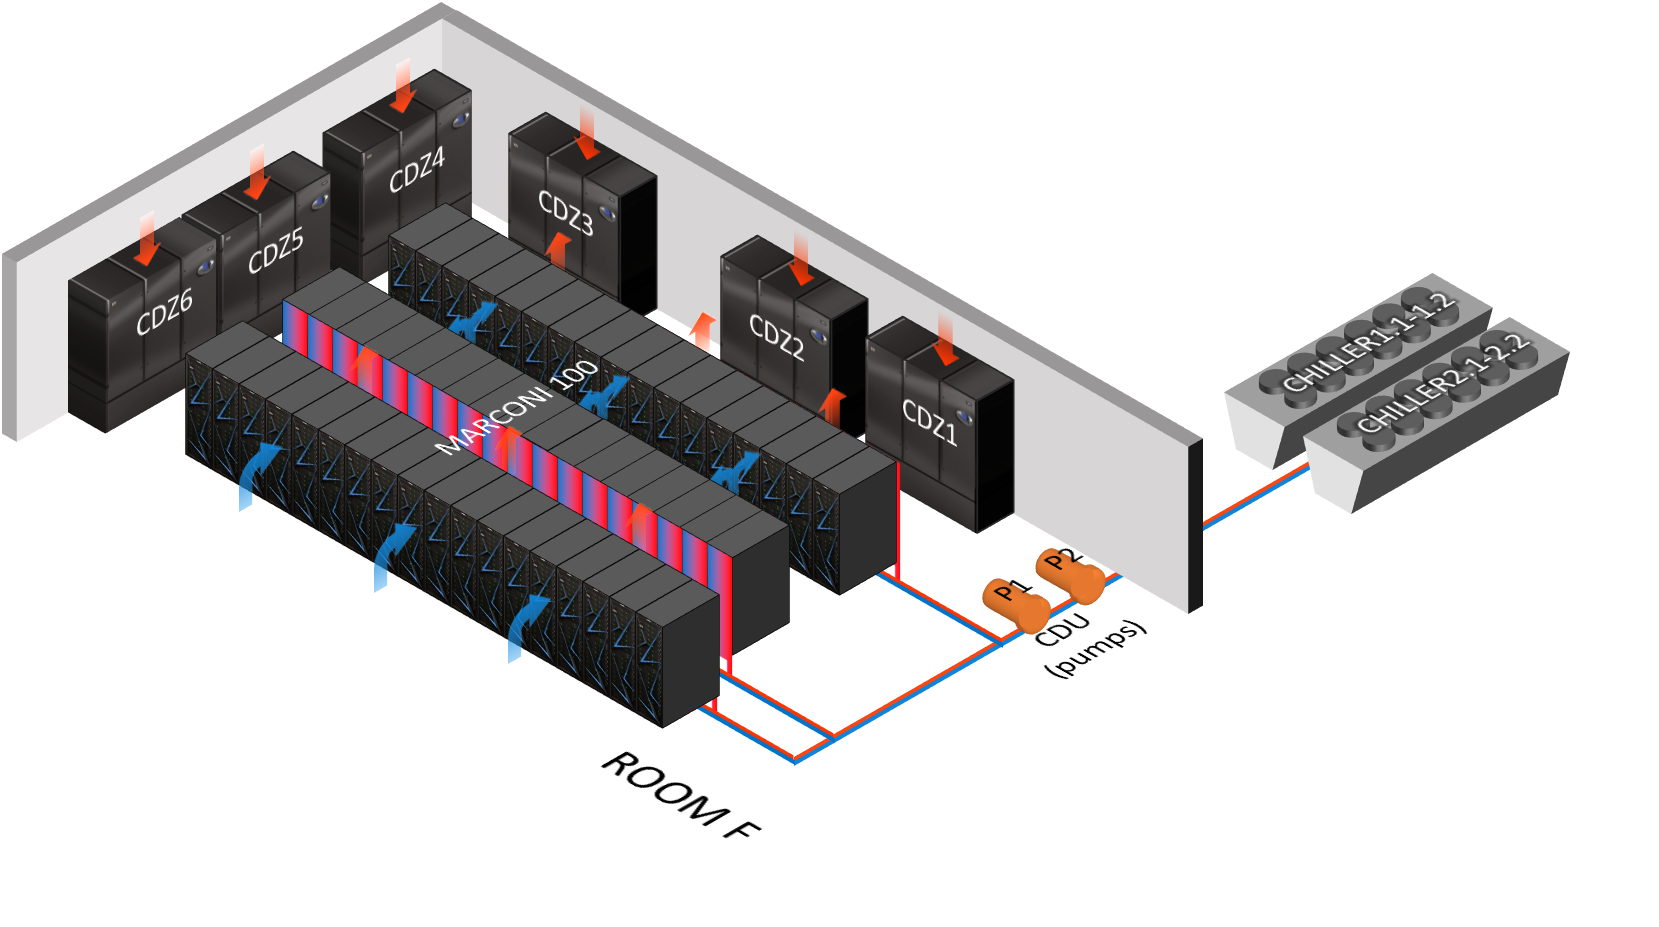 CDZ4
CDZ3
CDZ5
CDZ6
CDZ2
CDZ1
MARCONI 100
CHILLER1.1-1.2
CHILLER2.1-2.2
P2
P1
CDU
(pumps)
ROOM F